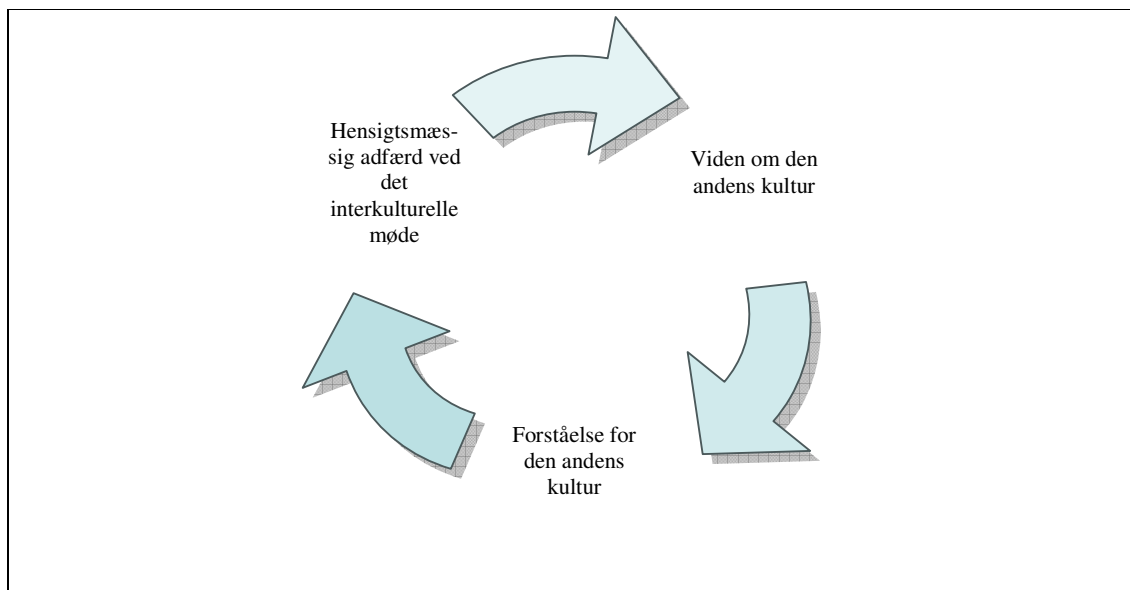 Hensigtsmæs-
sig adfærd ved
det
interkulturelle
møde
Viden om den
andens kultur
Forståelse for
den andens
kultur